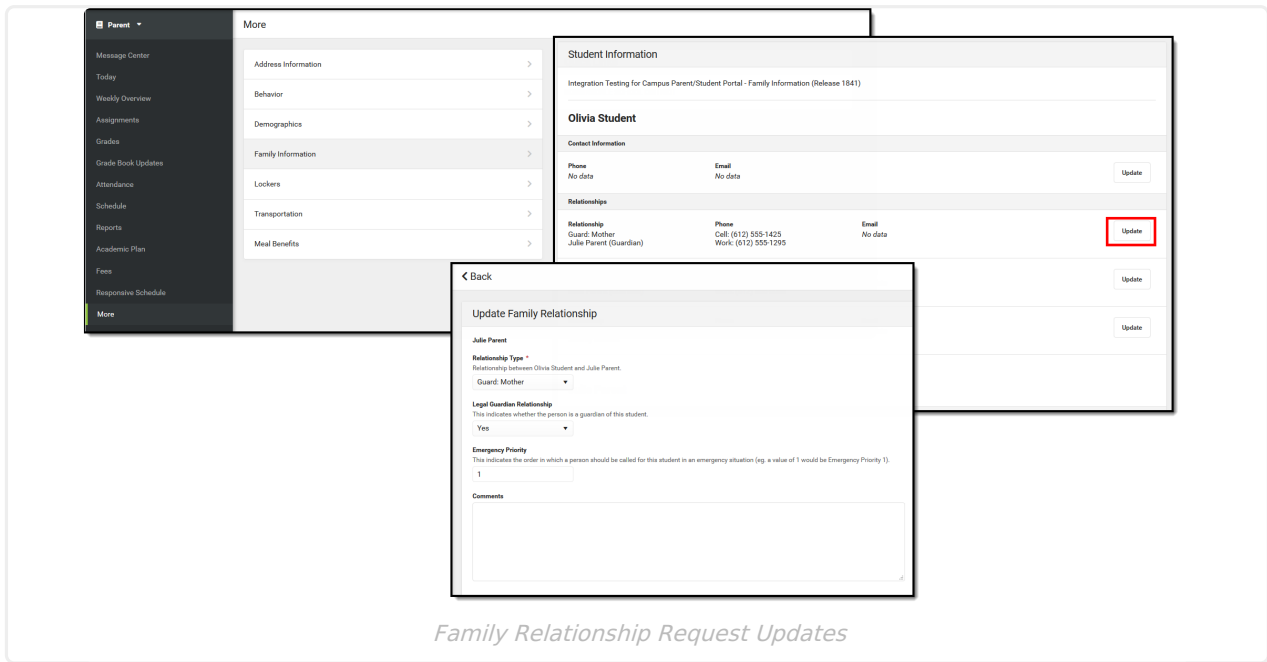 Parent
Message Center
Today
Weekly Overview
Assignments
Grades
Grade Book Updates
Attendance
Schedule
Reports
Academic Plan
Fees
Responsive Schedule
More
More
Address Information
Behavior
Demographics
Family Information
Lockers
Transportation
Meal Benefits
Student Information
Integration Testing for Campus Parent/Student Portal - Family Information (Release 1841)
Olivia Student
Contact Information
Phone Email
No data No data
Update
Relationships
Relationship Phone Email
Guard: Mother Cell: (612) 555-1425 No data
Julie Parent (Guardian) Work: (612) 555-1295
Update
Update
Update
Back
Update Family Relationship
Julie Parent
Relationship Type *
Relationship between Olivia Student and Julie Parent.
Guard: Mother
Legal Guardian Relationship
This indicates whether the person is a guardian of this student.
Yes
Emergency Priority
This indicates the order in which a person should be called for this student in an emergency situation (eg. a value of 1 would be Emergency Priority 1).
1
Comments
Family Relationship Request Updates